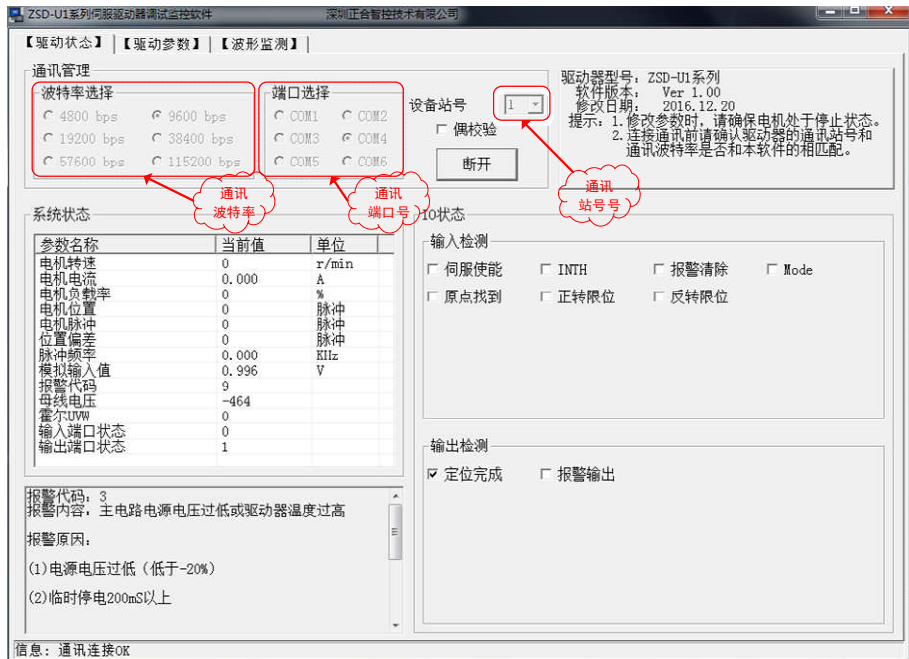 ZSD-U1系列伺服驱动器调试监控软件 深圳正合智控技术有限公司
【驱动状态】 【驱动参数】 【波形监测】
通讯管理
波特率选择
4800 bps 9600 bps
19200 bps 38400 bps
57600 bps 115200 bps
端口选择
COM1 COM2
COM3 COM4
COM5 COM6
设备站号 1
偶校验
断开
驱动器型号: ZSD-U1系列
软件版本: Ver 1.00
修改日期: 2016.12.20
提示: 1.修改参数时, 请确保电机处于停止状态。
2.连接通讯前请确认驱动器的通讯站号和
通讯波特率是否和本软件的相匹配。
通讯
波特率
通讯
端口号
通讯
站号号
系统状态
参数名称 当前值 单位
电机转速 0 r/min
电机电流 0.000 A
电机负载率 0 %
电机位置 0 脉冲
电机脉冲 0 脉冲
位置偏差 0 脉冲
脉冲频率 0.000 KHz
模拟输入值 0.996 V
报警代码 9
母线电压 -464
霍尔UVW 0
输入端口状态 0
输出端口状态 1
报警代码: 3
报警内容, 主电路电源电压过低或驱动器温度过高
报警原因:
(1)电源电压过低 (低于-20%)
(2)临时停电200mS以上
IO状态
输入检测
伺服使能 INTH 报警清除 Mode
原点找到 正转限位 反转限位
输出检测
定位完成 报警输出
信息: 通讯连接OK